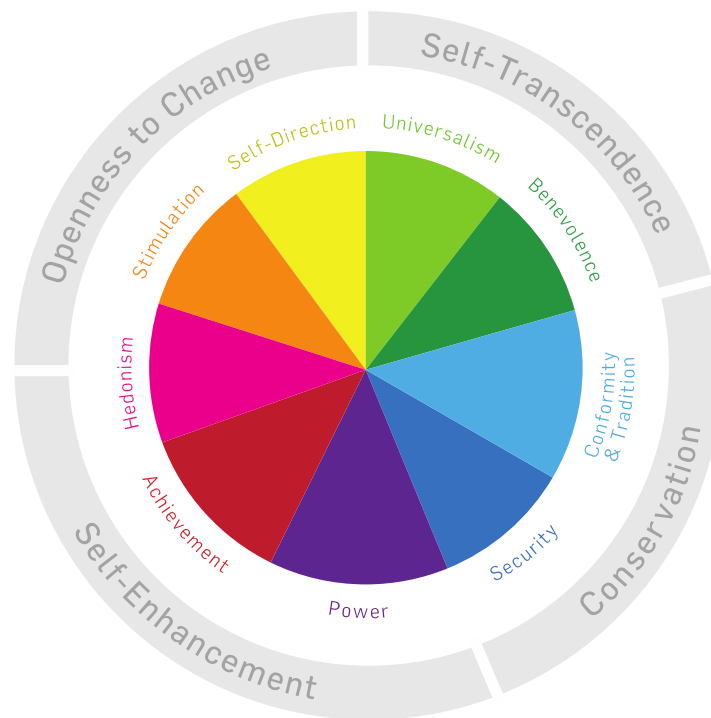 Openness to Change
Self-Transcendence
Self-Direction
Universalism
Stimulation
Benevolence
Hedonism
Conformity
& Tradition
Achievement
Security
Power
Conservation
Self-Enhancement